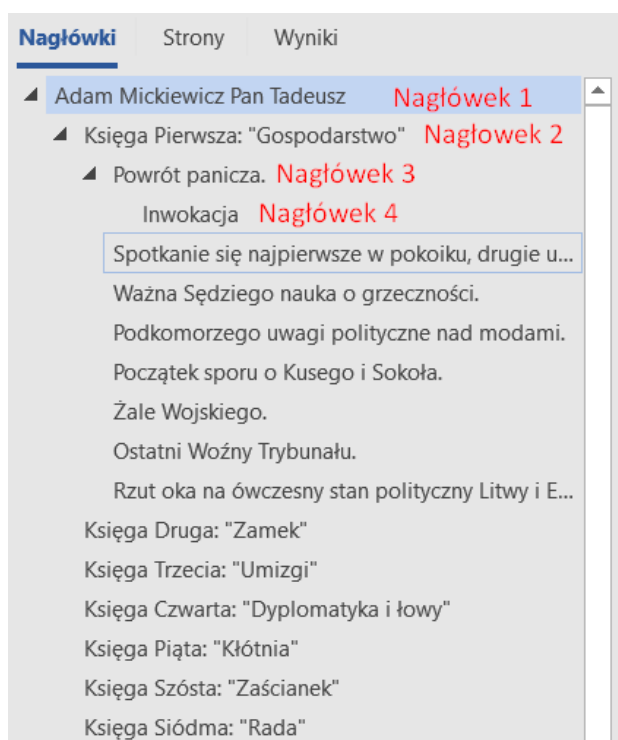 Nagłówki Strony Wyniki
Adam Mickiewicz Pan Tadeusz Nagłówek 1
Księga Pierwsza: "Gospodarstwo" Nagłowek 2
Powrót panicza. Nagłówek 3
Inwokacja Nagłówek 4
Spotkanie się najpierwsze w pokoiku, drugie u...
Ważna Sędziego nauka o grzeczności.
Podkomorzego uwagi polityczne nad modami.
Początek sporu o Kusego i Sokoła.
Żale Wojskiego.
Ostatni Woźny Trybunału.
Rzut oka na ówczesny stan polityczny Litwy i E...
Księga Druga: "Zamek"
Księga Trzecia: "Umizgi"
Księga Czwarta: "Dyplomatyka i łowy"
Księga Piąta: "Kłótnia"
Księga Szósta: "Zaścianek"
Księga Siódma: "Rada"